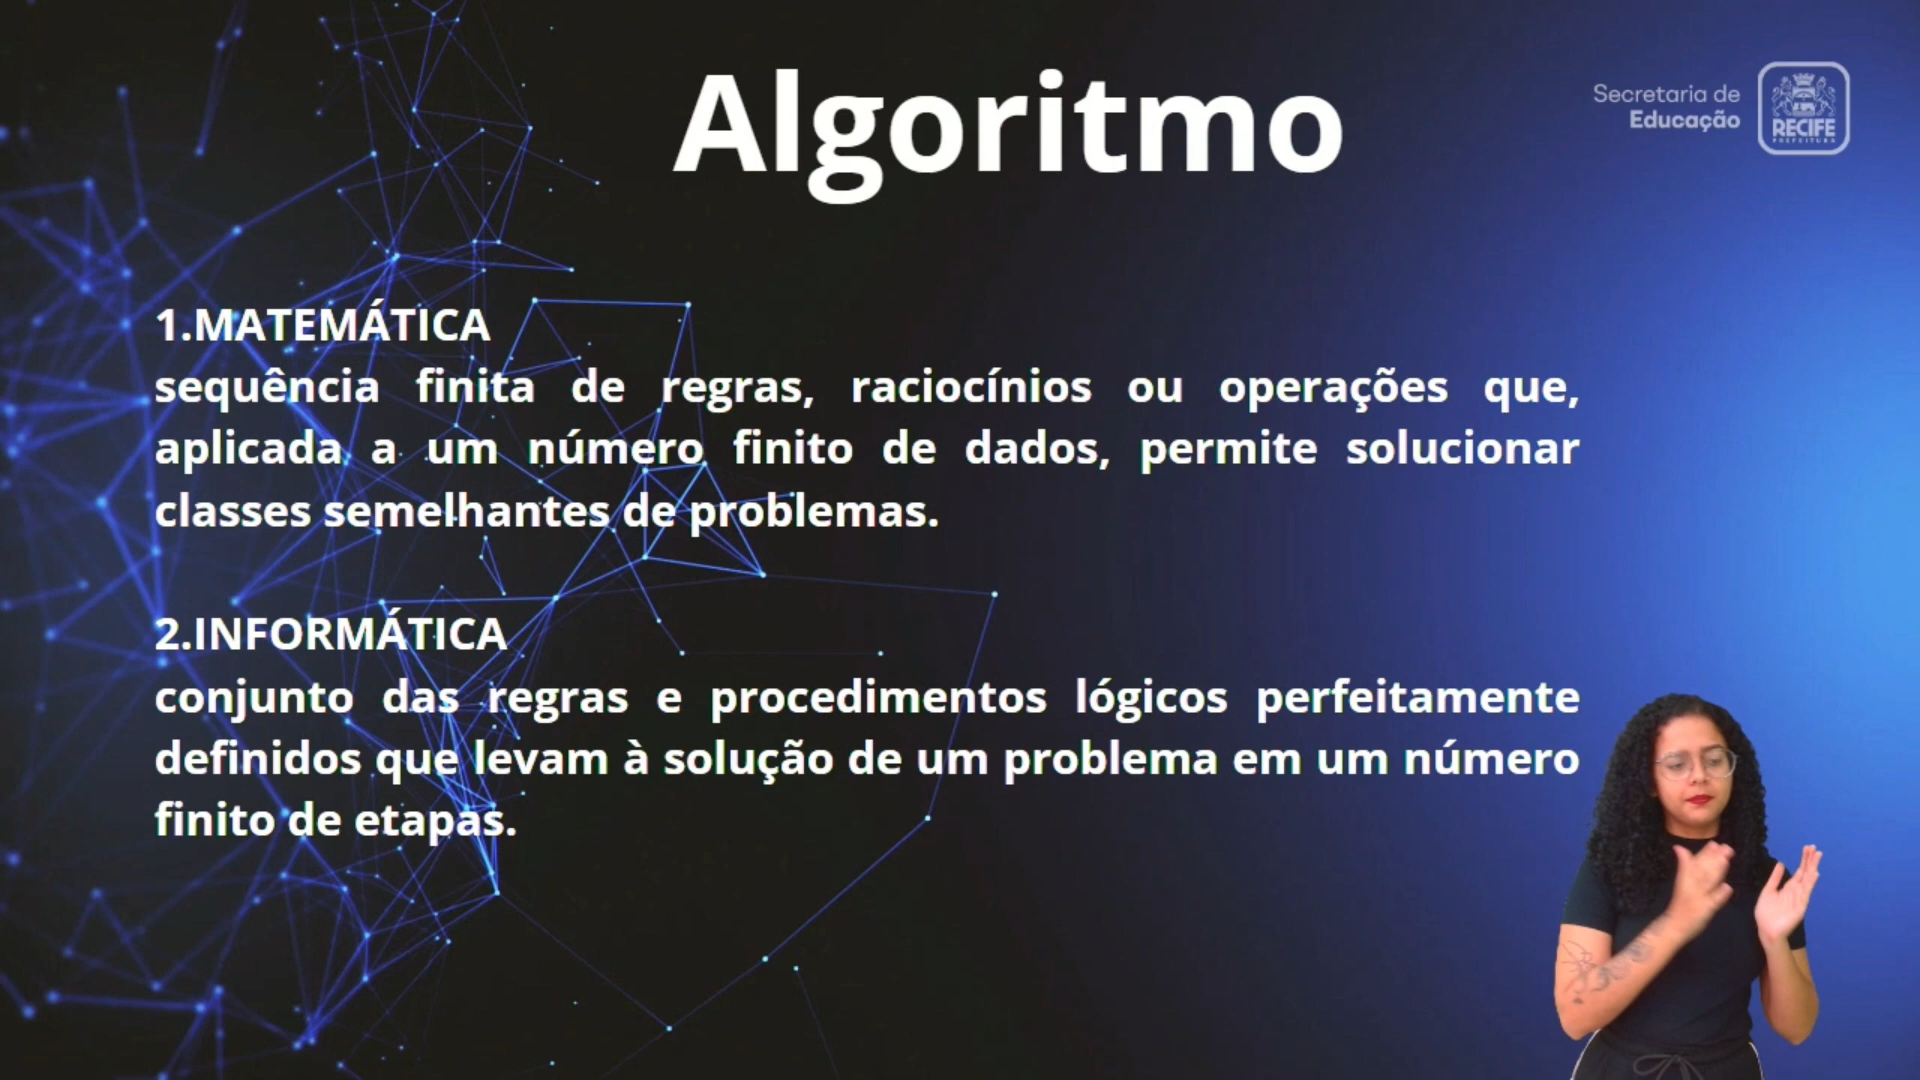 Algoritmo
Secretaria de
Educação
RECIFE
PREFEITURA
1.MATEMÁTICA
sequência finita de regras, raciocínios ou operações que,
aplicada a um número finito de dados, permite solucionar
classes semelhantes de problemas.
2.INFORMÁTICA
conjunto das regras e procedimentos lógicos perfeitamente
definidos que levam à solução de um problema em um número
finito de etapas.